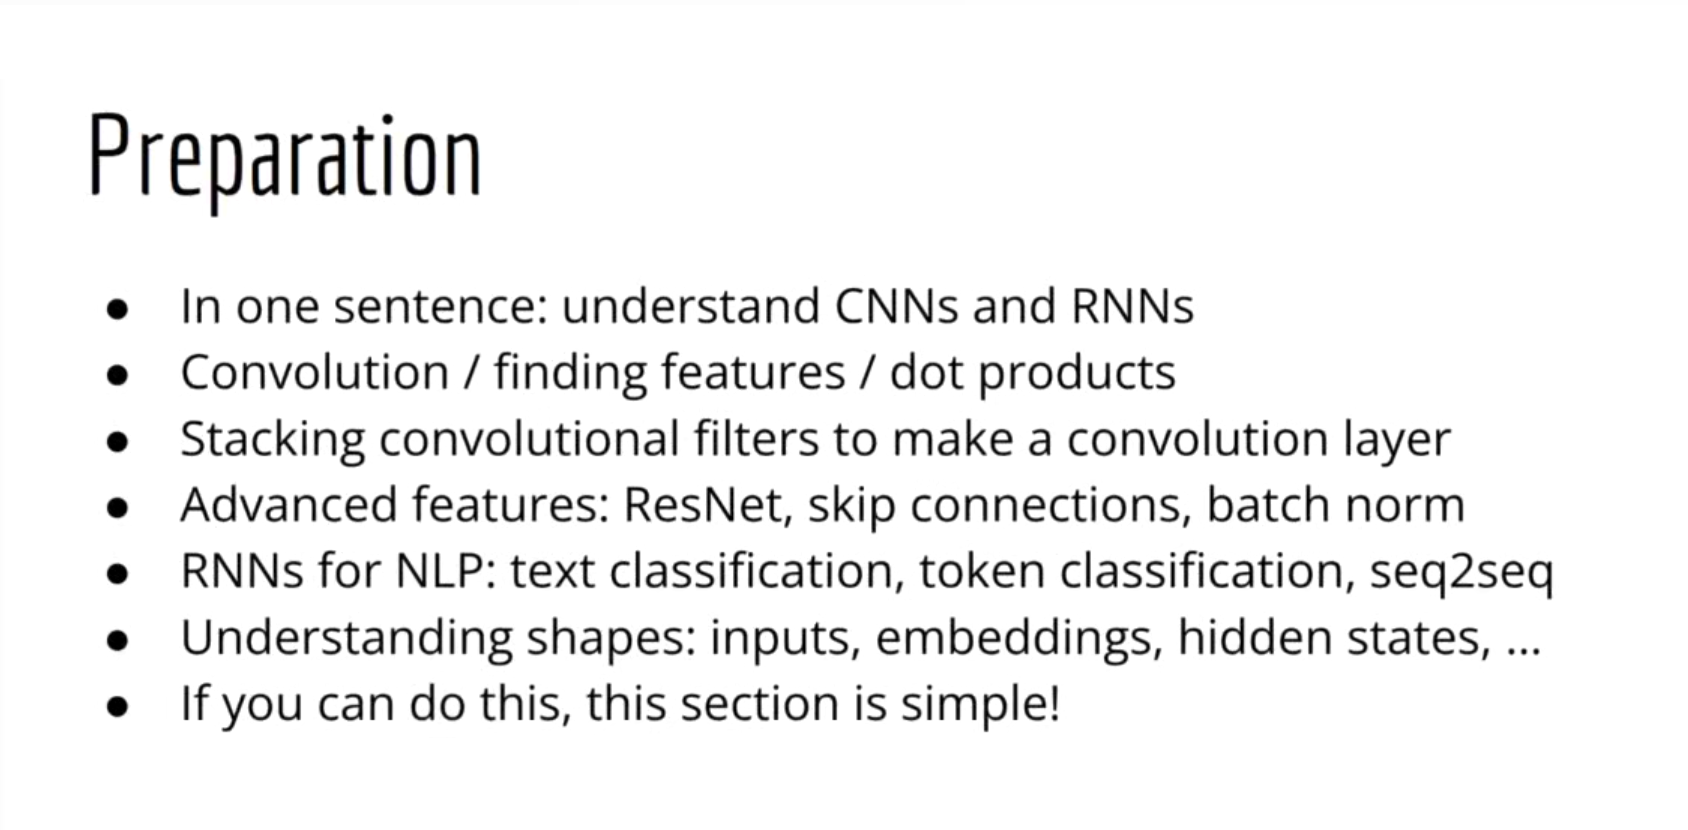 Preparation
● In one sentence: understand CNNs and RNNs
● Convolution / finding features / dot products
● Stacking convolutional filters to make a convolution layer
● Advanced features: ResNet, skip connections, batch norm
● RNNs for NLP: text classification, token classification, seq2seq
● Understanding shapes: inputs, embeddings, hidden states, ...
● If you can do this, this section is simple!